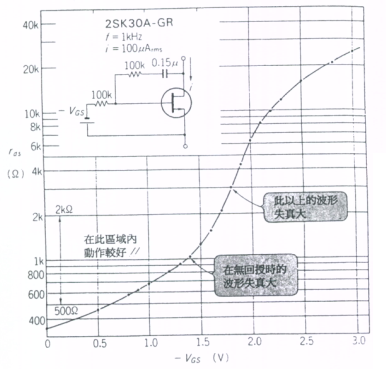 2SK30A-GR
f = 1kHz
i = 100μArms
100k 0.15μ
100k
i
- VGS
40k
20k
10k
8k
6k
rDS
(Ω)
4k
2k
1k
800
600
400
2kΩ
500Ω
在此區域內
動作較好 //
此以上的波形
失真大
在無回授時的
波形失真大
0 0.5 1.0 1.5 2.0 2.5 3.0
- VGS (V)